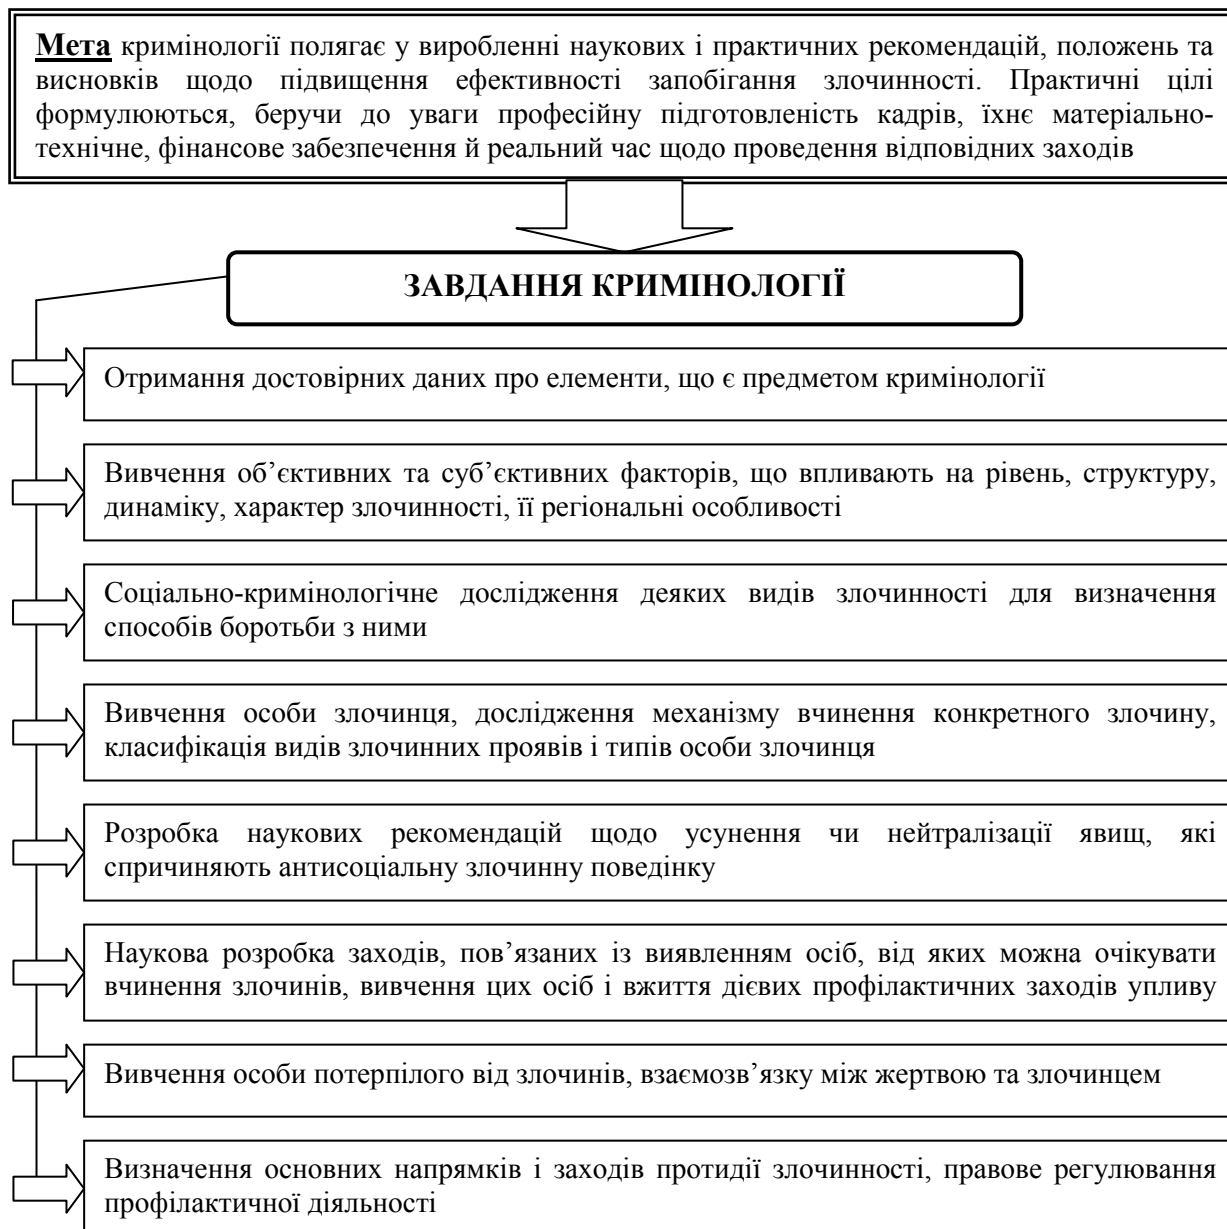 Мета кримінології полягає у виробленні наукових і практичних рекомендацій, положень та
висновків щодо підвищення ефективності запобігання злочинності. Практичні цілі
формулюються, беручи до уваги професійну підготовленість кадрів, їхнє матеріально-
технічне, фінансове забезпечення й реальний час щодо проведення відповідних заходів
ЗАВДАННЯ КРИМІНОЛОГІЇ
Отримання достовірних даних про елементи, що є предметом кримінології
Вивчення об’єктивних та суб’єктивних факторів, що впливають на рівень, структуру,
динаміку, характер злочинності, її регіональні особливості
Соціально-кримінологічне дослідження деяких видів злочинності для визначення
способів боротьби з ними
Вивчення особи злочинця, дослідження механізму вчинення конкретного злочину,
класифікація видів злочинних проявів і типів особи злочинця
Розробка наукових рекомендацій щодо усунення чи нейтралізації явищ, які
спричиняють антисоціальну злочинну поведінку
Наукова розробка заходів, пов’язаних із виявленням осіб, від яких можна очікувати
вчинення злочинів, вивчення цих осіб і вжиття дієвих профілактичних заходів упливу
Вивчення особи потерпілого від злочинів, взаємозв’язку між жертвою та злочинцем
Визначення основних напрямків і заходів протидії злочинності, правове регулювання
профілактичної діяльності